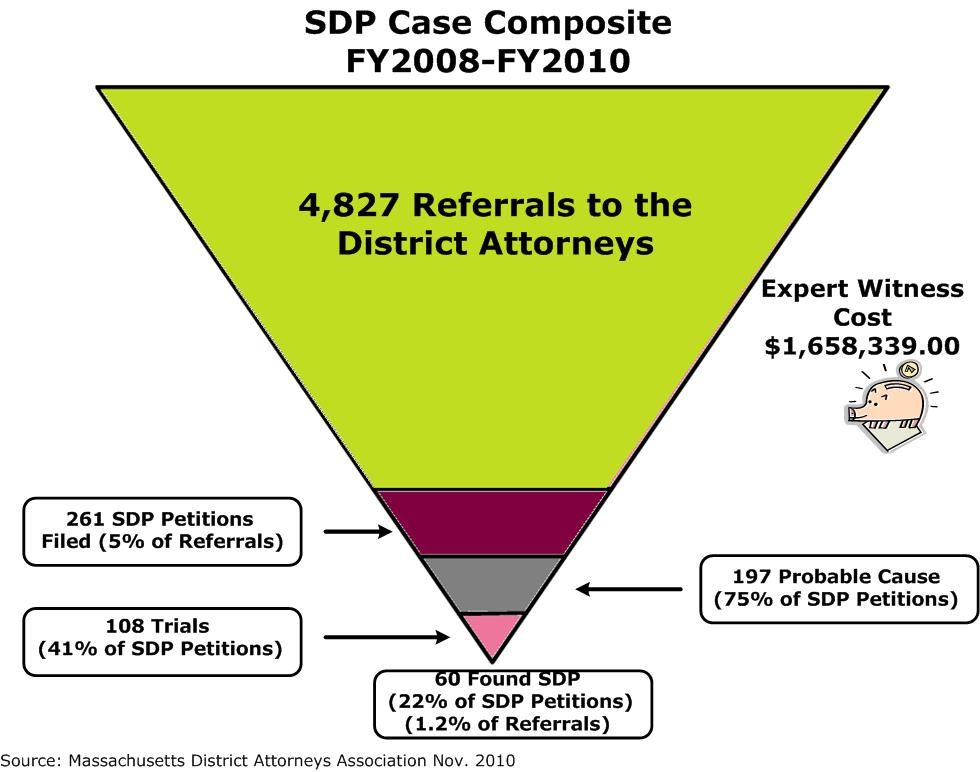 SDP Case Composite
FY2008-FY2010
4,827 Referrals to the
District Attorneys
Expert Witness
Cost
$1,658,339.00
261 SDP Petitions
Filed (5% of Referrals)
197 Probable Cause
(75% of SDP Petitions)
108 Trials
(41% of SDP Petitions)
60 Found SDP
(22% of SDP Petitions)
(1.2% of Referrals)
Source: Massachusetts District Attorneys Association Nov. 2010